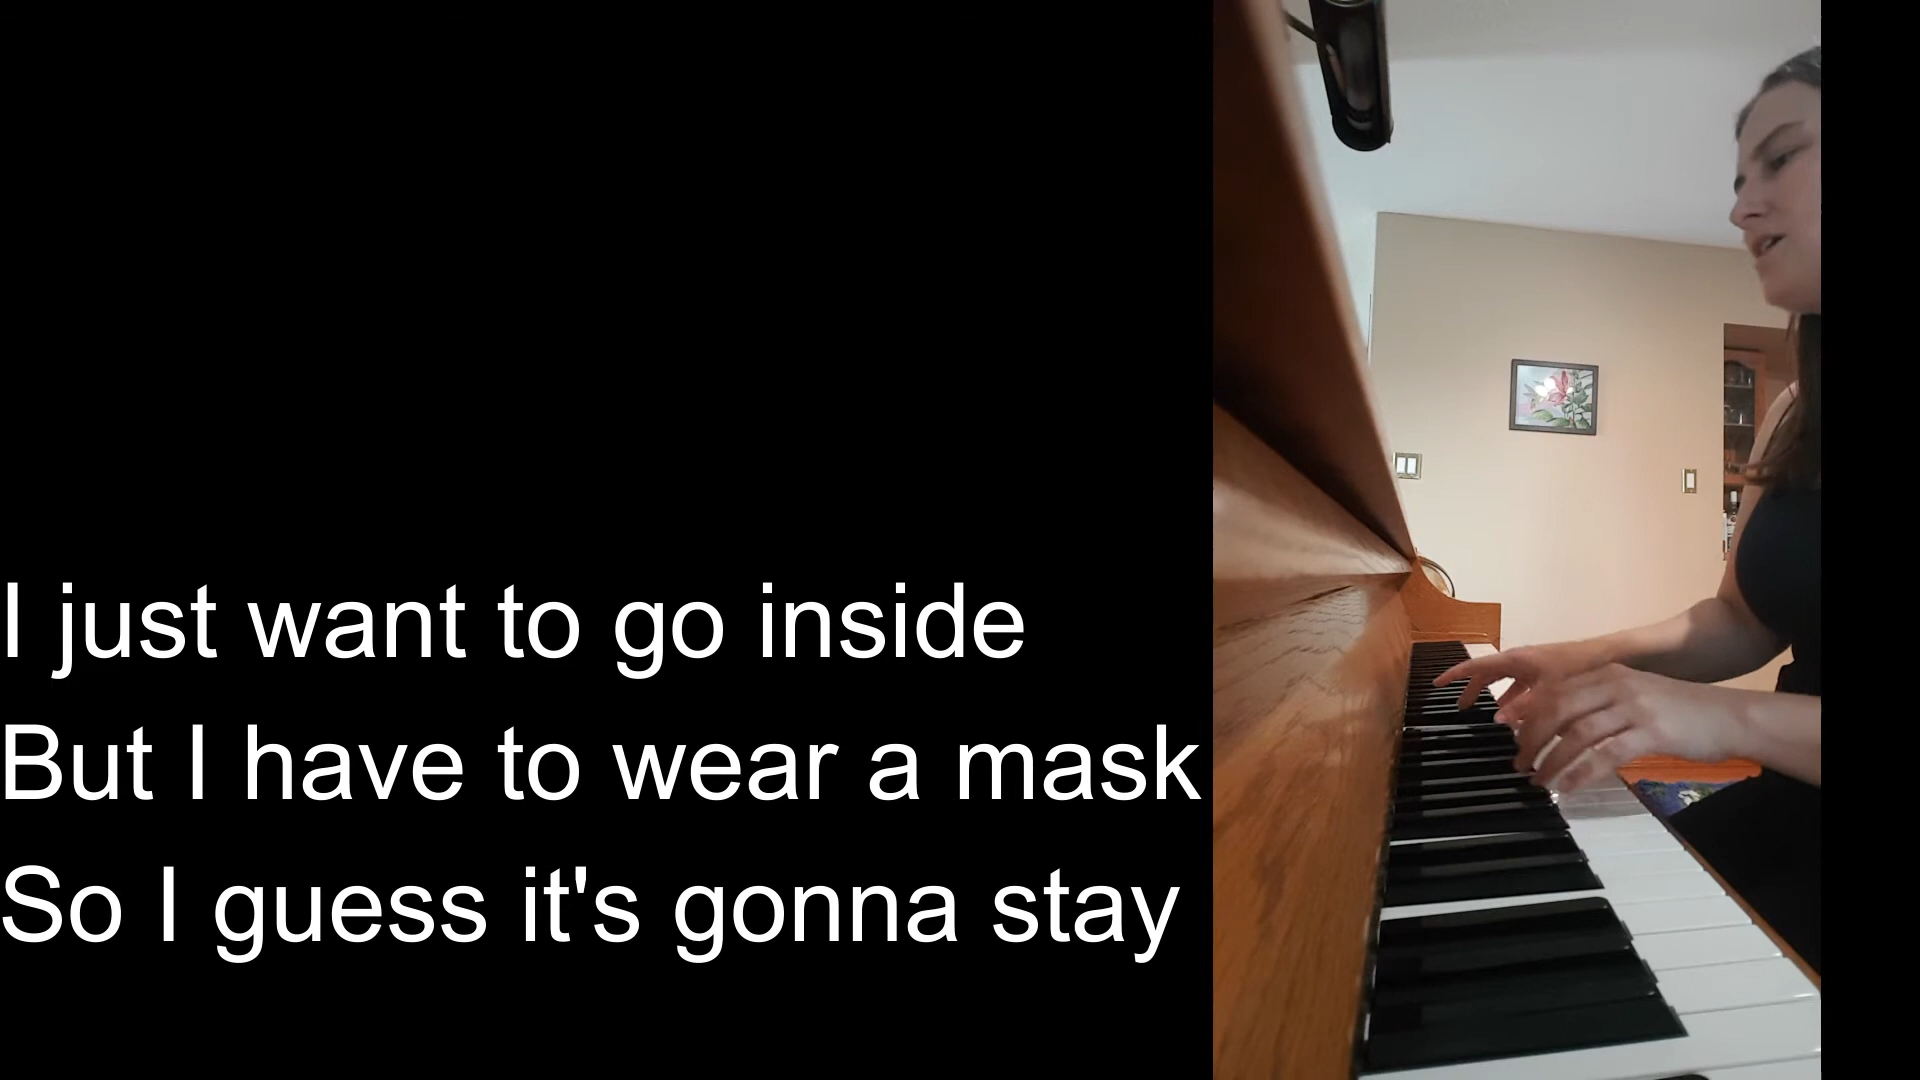 I just want to go inside
But I have to wear a mask
So I guess it's gonna stay